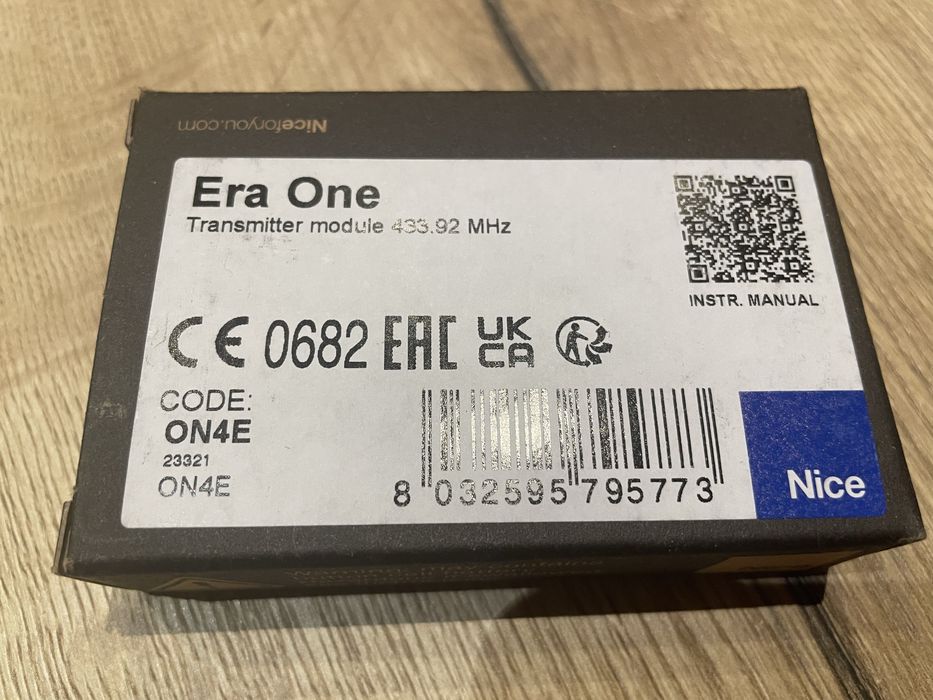 Niceforyou.com
Era One
Transmitter module 433.92 MHz
INSTR. MANUAL
CE 0682 EAC UK
CA
CODE:
ON4E
23321
ON4E
8 032595 795773
Nice